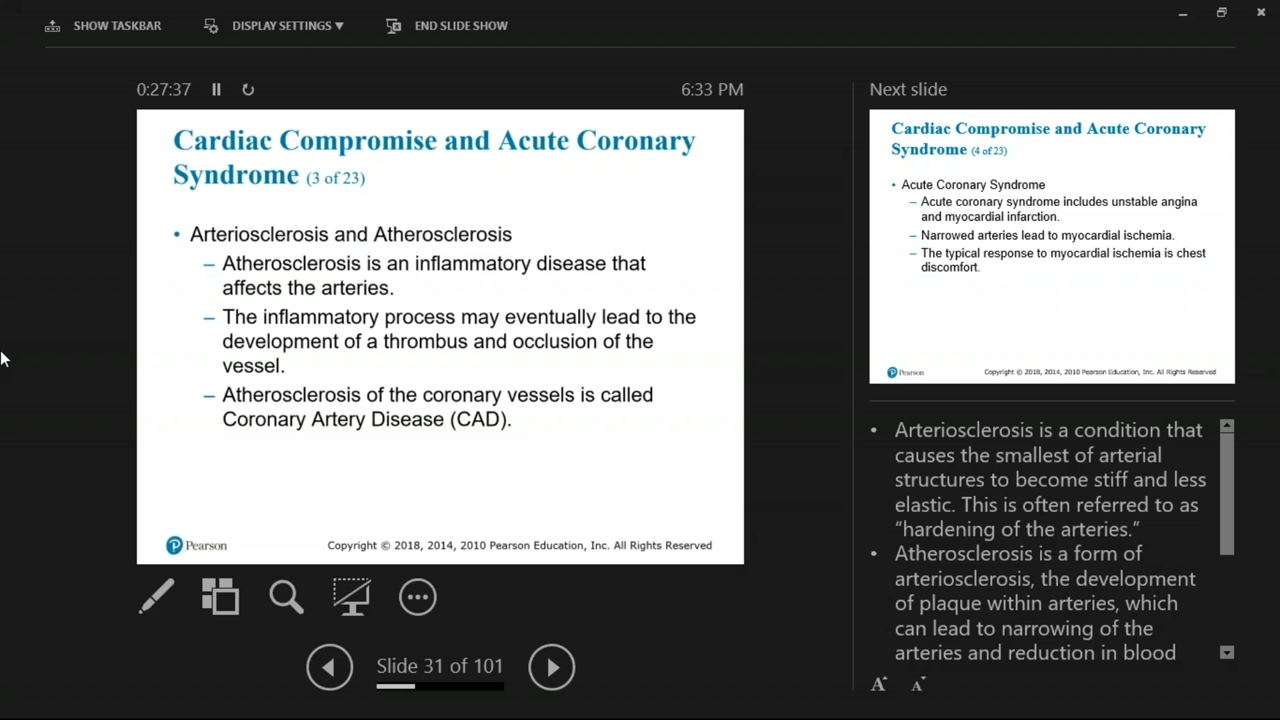 SHOW TASKBAR
DISPLAY SETTINGS ▼
END SLIDE SHOW
0:27:37
6:33 PM
Cardiac Compromise and Acute Coronary
Syndrome (3 of 23)
• Arteriosclerosis and Atherosclerosis
– Atherosclerosis is an inflammatory disease that
affects the arteries.
– The inflammatory process may eventually lead to the
development of a thrombus and occlusion of the
vessel.
– Atherosclerosis of the coronary vessels is called
Coronary Artery Disease (CAD).
Pearson
Copyright © 2018, 2014, 2010 Pearson Education, Inc. All Rights Reserved
Slide 31 of 101
Next slide
Cardiac Compromise and Acute Coronary
Syndrome (4 of 23)
• Acute Coronary Syndrome
– Acute coronary syndrome includes unstable angina
and myocardial infarction.
– Narrowed arteries lead to myocardial ischemia.
– The typical response to myocardial ischemia is chest
discomfort.
Pearson
Copyright © 2018, 2014, 2010 Pearson Education, Inc. All Rights Reserved
• Arteriosclerosis is a condition that
causes the smallest of arterial
structures to become stiff and less
elastic. This is often referred to as
“hardening of the arteries.”
• Atherosclerosis is a form of
arteriosclerosis, the development
of plaque within arteries, which
can lead to narrowing of the
arteries and reduction in blood
A A